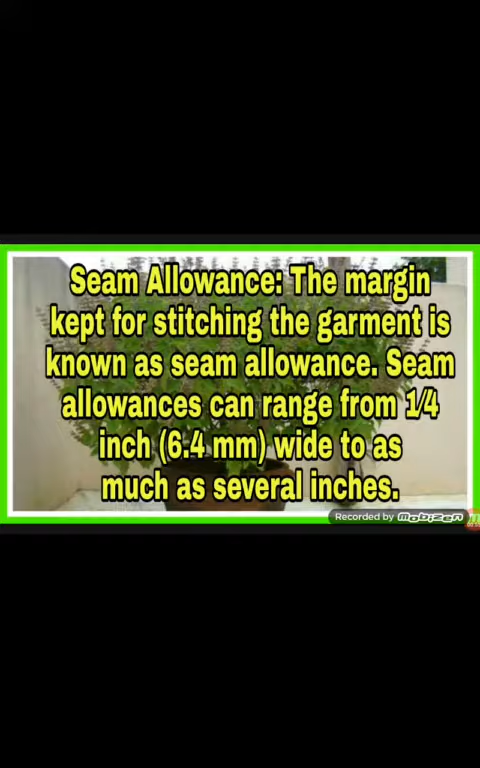 Seam Allowance: The margin
kept for stitching the garment is
known as seam allowance. Seam
allowances can range from 1/4
inch (6.4 mm) wide to as
much as several inches.
Recorded by mobizen